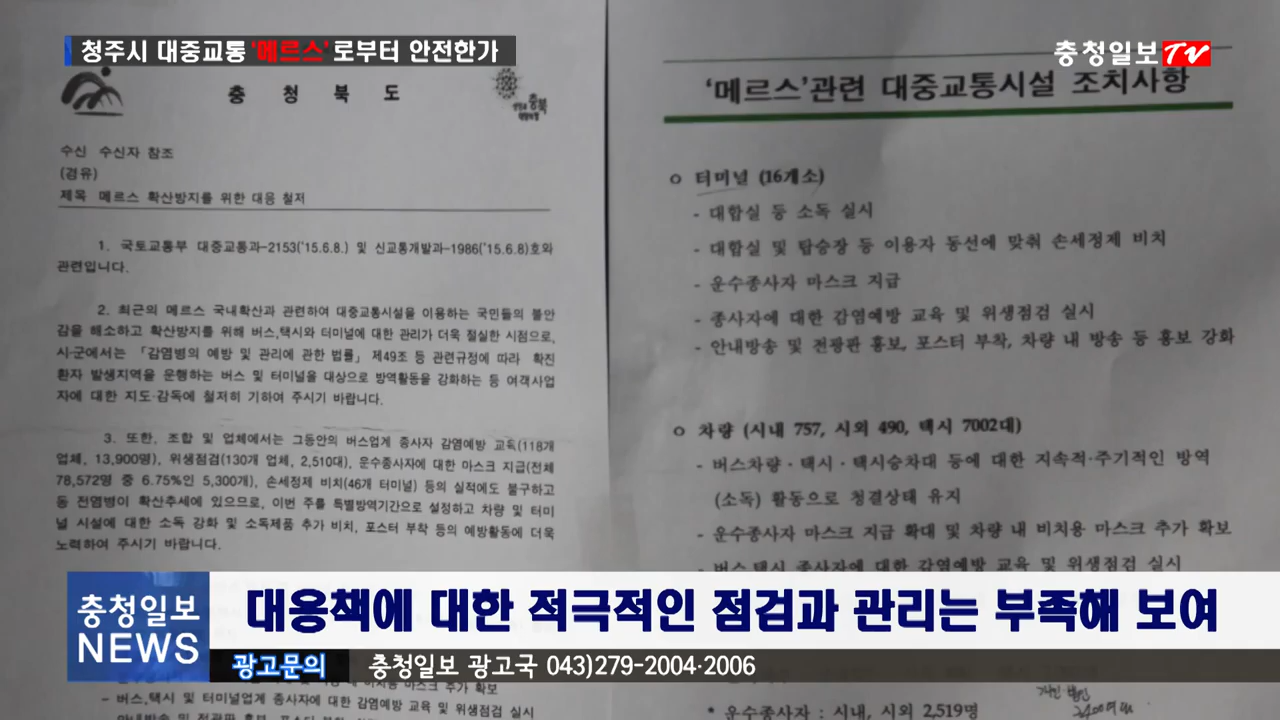 청주시 대중교통 '메르스'로부터 안전한가
충청일보TV
충 청 북 도
충북
수신 수신자 참조
(경유)
제목 메르스 확산방지를 위한 대응 철저
1. 국토교통부 대중교통과-2153('15.6.8.) 및 신교통개발과-1986('15.6.8)호와
관련입니다.
2. 최근의 메르스 국내확산과 관련하여 대중교통시설을 이용하는 국민들의 불안
감을 해소하고 확산방지를 위해 버스,택시와 터미널에 대한 관리가 더욱 절실한 시점으로,
시·군에서는 「감염병의 예방 및 관리에 관한 법률」 제49조 등 관련규정에 따라 확진
환자 발생지역을 운행하는 버스 및 터미널을 대상으로 방역활동을 강화하는 등 여객사업
자에 대한 지도·감독에 철저히 기하여 주시기 바랍니다.
3. 또한, 조합 및 업체에서는 그동안의 버스업계 종사자 감염예방 교육(118개
업체, 13,900명), 위생점검(130개 업체, 2,510대), 운수종사자에 대한 마스크 지급(전체
78,572명 중 6.75%인 5,300개), 손세정제 비치(46개 터미널) 등의 실적에도 불구하고
동 전염병이 확산추세에 있으므로, 이번 주를 특별방역기간으로 설정하고 차량 및 터미
널 시설에 대한 소독 강화 및 소독제품 추가 비치, 포스터 부착 등의 예방활동에 더욱
노력하여 주시기 바랍니다.
'메르스'관련 대중교통시설 조치사항
ㅇ 터미널 (16개소)
- 대합실 등 소독 실시
- 대합실 및 탑승장 등 이용자 동선에 맞춰 손세정제 비치
- 운수종사자 마스크 지급
- 종사자에 대한 감염예방 교육 및 위생점검 실시
- 안내방송 및 전광판 홍보, 포스터 부착, 차량 내 방송 등 홍보 강화
ㅇ 차량 (시내 757, 시외 490, 택시 7002대)
- 버스차량·택시·택시승차대 등에 대한 지속적·주기적인 방역
(소독) 활동으로 청결상태 유지
- 운수종사자 마스크 지급 확대 및 차량 내 비치용 마스크 추가 확보
- 버스,택시 종사자에 대한 감염예방 교육 및 위생점검 실시
충청일보
NEWS
대응책에 대한 적극적인 점검과 관리는 부족해 보여
광고문의 충청일보 광고국 043)279-2004·2006
마스크 추가 확보
- 버스,택시 및 터미널업계 종사자에 대한 감염예방 교육 및 위생점검 실시
* 운수종사자 : 시내, 시외 2,519명